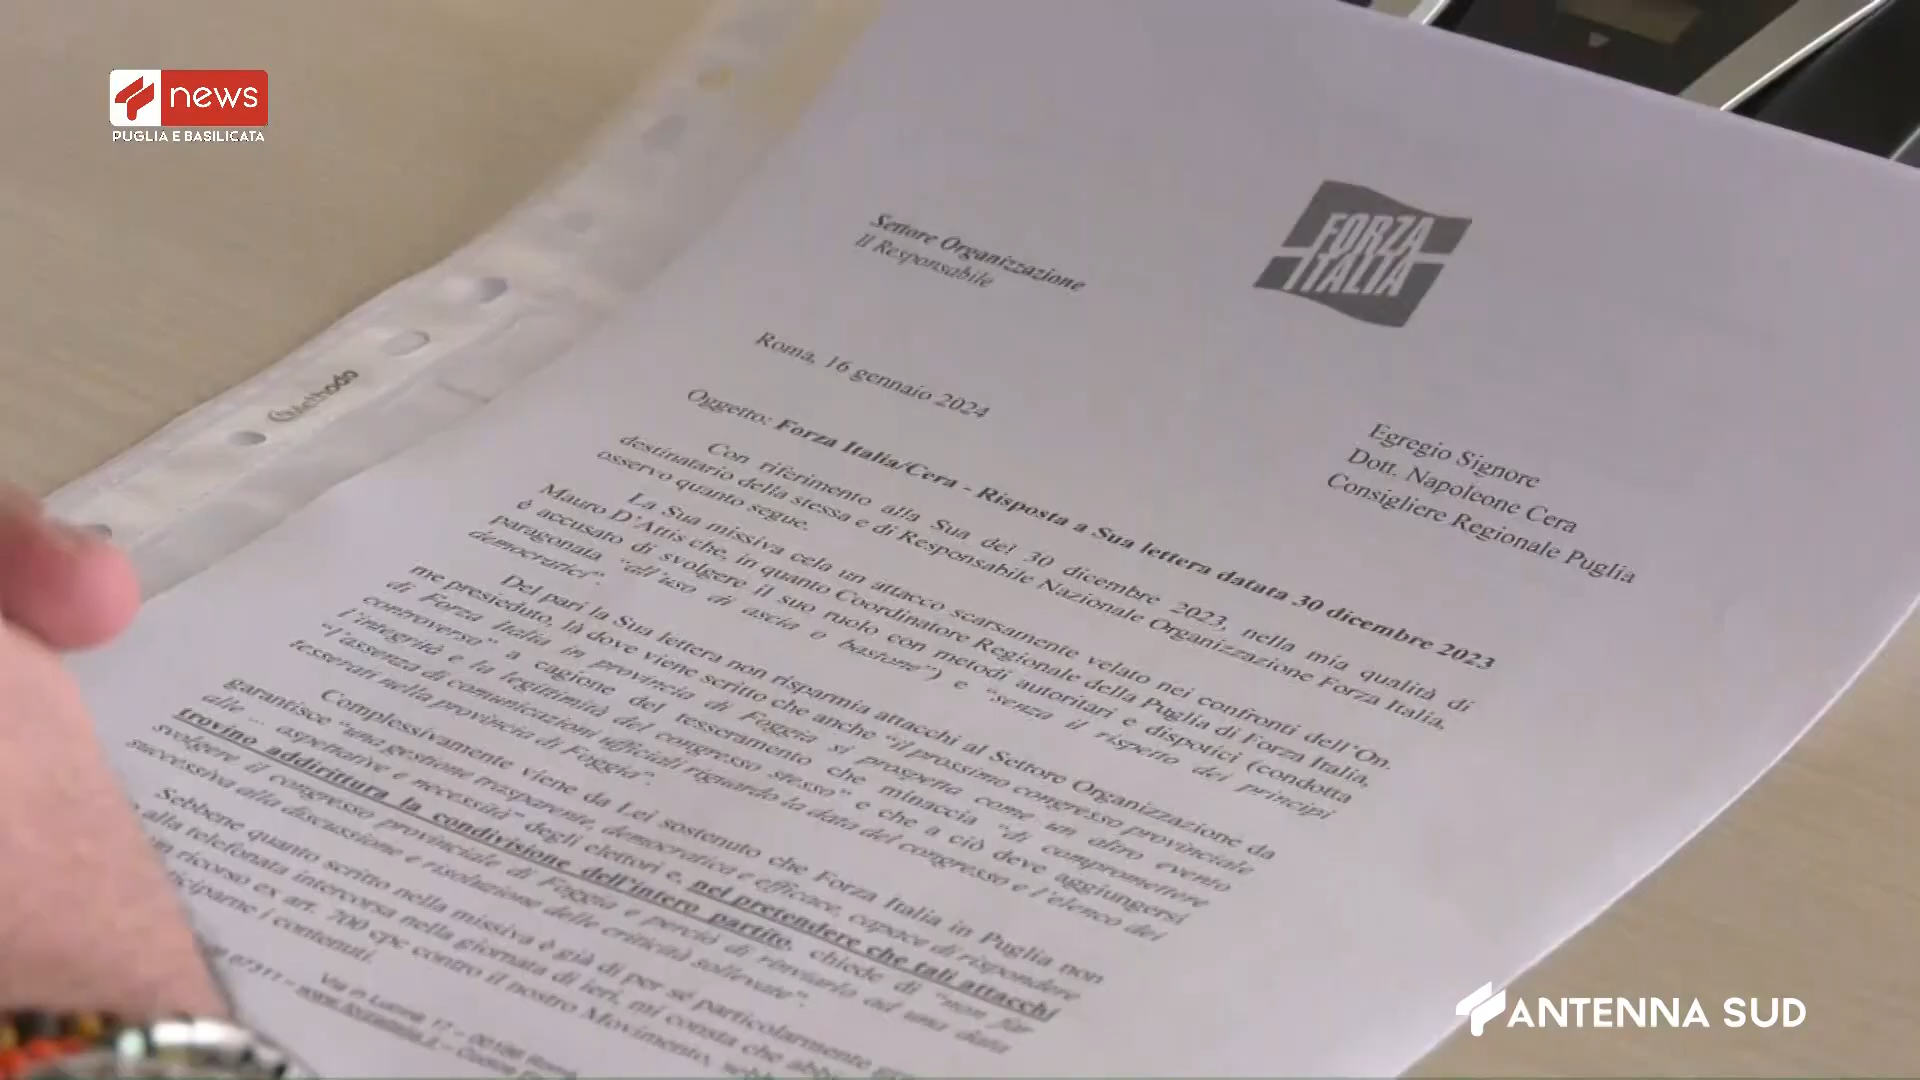 news
PUGLIA E BASILICATA
Methodo
FORZA
ITALIA
Settore Organizzazione
Il Responsabile
Roma, 16 gennaio 2024
Egregio Signore
Dott. Napoleone Cera
Consigliere Regionale Puglia
Oggetto: Forza Italia/Cera - Risposta a Sua lettera datata 30 dicembre 2023
Con riferimento alla Sua del 30 dicembre 2023, nella mia qualità di
destinatario della stessa e di Responsabile Nazionale Organizzazione Forza Italia,
osservo quanto segue.
La Sua missiva cela un attacco scarsamente velato nei confronti dell'On.
Mauro D'Attis che, in quanto Coordinatore Regionale della Puglia di Forza Italia,
è accusato di svolgere il suo ruolo con metodi autoritari e dispotici (condotta
paragonata "all'uso di ascia o bastone") e "senza il rispetto dei principi
democratici".
Del pari la Sua lettera non risparmia attacchi al Settore Organizzazione da
me presieduto, là dove viene scritto che anche "il prossimo congresso provinciale
di Forza Italia in provincia di Foggia si prospetta come un altro evento
controverso" a cagione del tesseramento che minaccia "di compromettere
l'integrità e la legittimità del congresso stesso" e che a ciò deve aggiungersi
"l'assenza di comunicazioni ufficiali riguardo la data del congresso e l'elenco dei
tesserati nella provincia di Foggia".
Complessivamente viene da Lei sostenuto che Forza Italia in Puglia non
garantisce "una gestione trasparente, democratica e efficace, capace di rispondere
alle ... aspettative e necessità" degli elettori e, nel pretendere che tali attacchi
trovino addirittura la condivisione dell'intero partito, chiede di "non far
svolgere il congresso provinciale di Foggia e perciò di rinviarlo ad una data
successiva alla discussione e risoluzione delle criticità sollevate".
Sebbene quanto scritto nella missiva è già di per sé particolarmente
alla telefonata intercorsa nella giornata di ieri, mi consta che
ricorso ex art. 700 cpc contro il nostro Movimento,
i contenuti.
Via in Lucina 17 - 00186
ANTENNA SUD